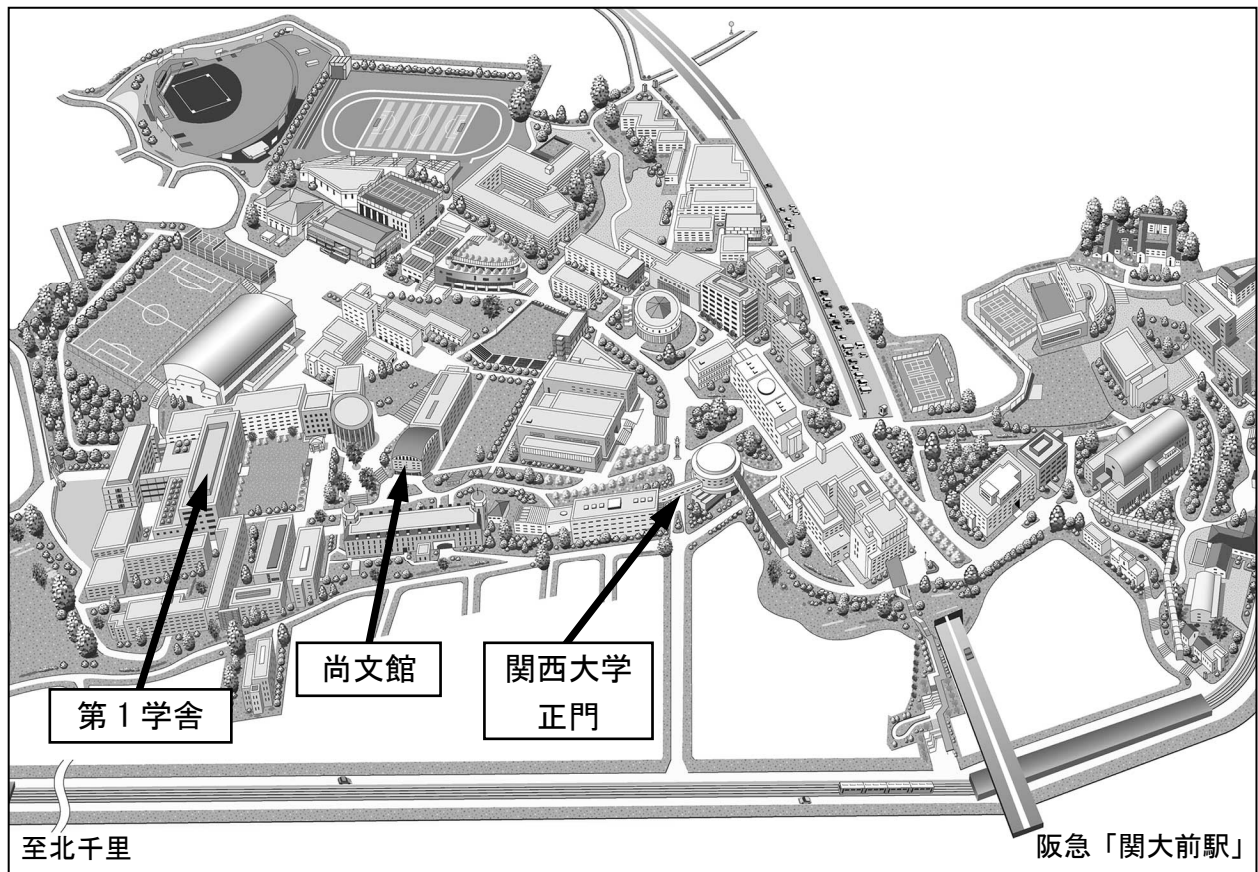 尚文館
関西大学
正門
第1学舎
至北千里
阪急「関大前駅」